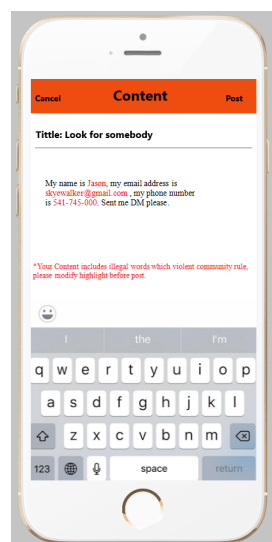 Cancel Content Post
Tittle: Look for somebody
My name is Jason, my email address is
skyewalker@gmail.com , my phone number
is 541-745-000. Sent me DM please.
*Your Content includes illegal words which violent community rule,
please modify highlight before post.
I the I'm
q w e r t y u i o p
a s d f g h j k l
z x c v b n m
123 space return